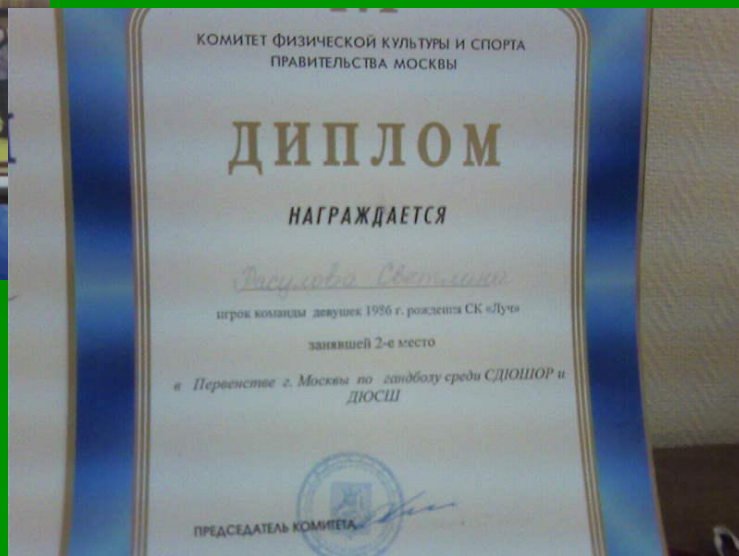 КОМИТЕТ ФИЗИЧЕСКОЙ КУЛЬТУРЫ И СПОРТА
ПРАВИТЕЛЬСТВА МОСКВЫ
ДИПЛОМ
НАГРАЖДАЕТСЯ
Расулова Светлана
игрок команды девушек 1986 г. рождения СК «Луч»
занявшей 2-е место
в Первенстве г. Москвы по гандболу среди СДЮШОР и
ДЮСШ
ПРЕДСЕДАТЕЛЬ КОМИТЕТА